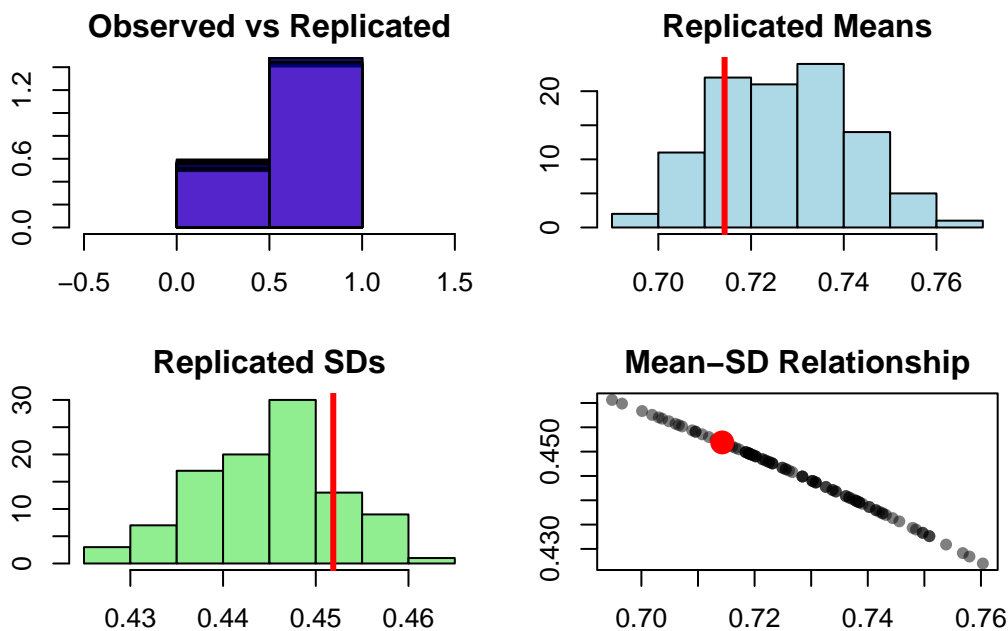 Observed vs Replicated
0.0 0.6 1.2
−0.5 0.0 0.5 1.0 1.5
Replicated Means
0 10 20
0.70 0.72 0.74 0.76
Replicated SDs
0 10 20 30
0.43 0.44 0.45 0.46
Mean−SD Relationship
0.430 0.450
0.70 0.72 0.74 0.76